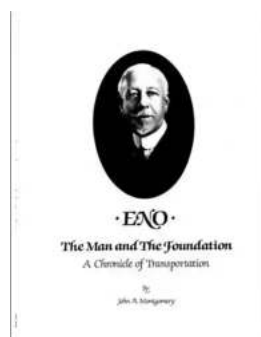 ·ENO·
The Man and The Foundation
A Chronicle of Transportation
By
John A. Montgomery